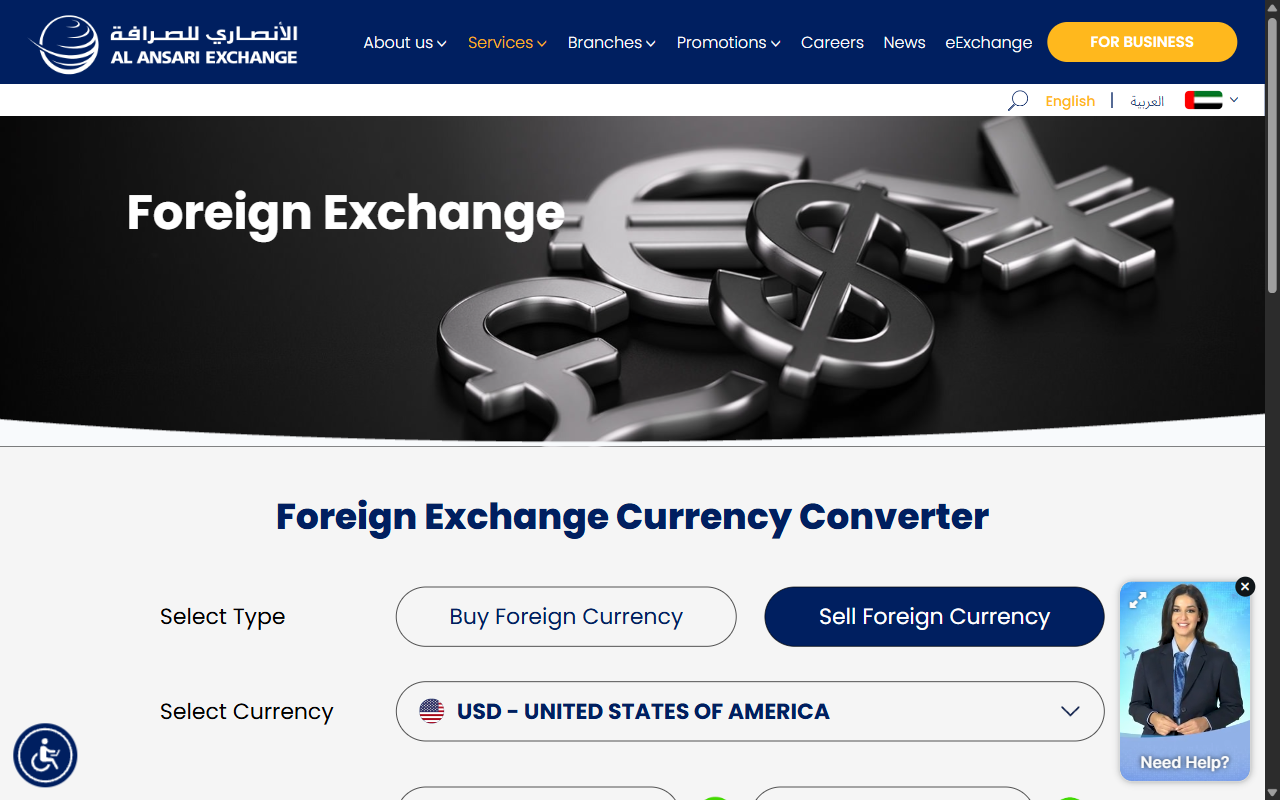 الأنصاري للصرافة
AL ANSARI EXCHANGE
About us
Services
Branches
Promotions
Careers
News
eExchange
FOR BUSINESS
English
العربية
Foreign Exchange
Foreign Exchange Currency Converter
Select Type
Buy Foreign Currency
Sell Foreign Currency
Select Currency
USD - UNITED STATES OF AMERICA
Need Help?